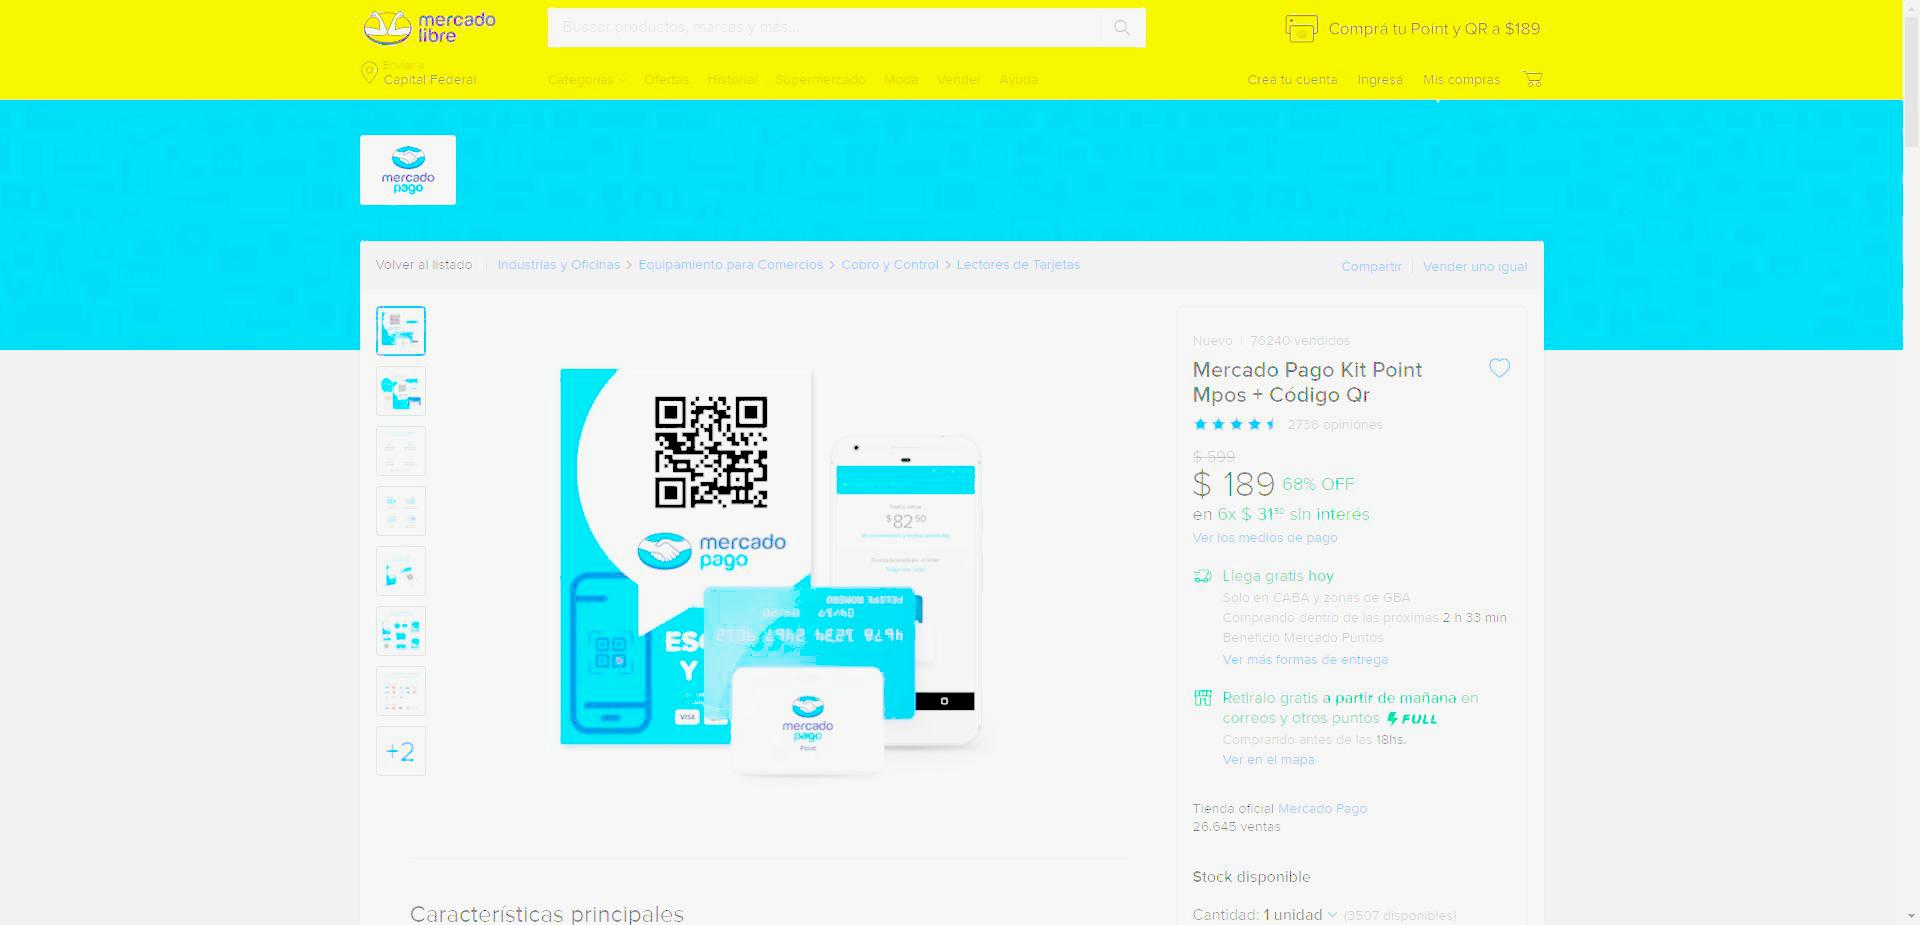 mercado
libre
Buscar productos, marcas y más...
Comprá tu Point y QR a $189
Enviar a
Capital Federal
Categorías
Ofertas
Historial
Supermercado
Moda
Vender
Ayuda
Creá tu cuenta
Ingresá
Mis compras
mercado
pago
Volver al listado
Industrias y Oficinas > Equipamiento para Comercios > Cobro y Control > Lectores de Tarjetas
Compartir
Vender uno igual
+2
mercado
pago
$ 82 50
FELIPE ROMERO
ESC
Y
VISA
mercado
pago
Point
Nuevo | 76240 vendidos
Mercado Pago Kit Point
Mpos + Código Qr
2736 opiniones
$ 599
$ 189 68% OFF
en 6x $ 31 50 sin interés
Ver los medios de pago
Llega gratis hoy
Solo en CABA y zonas de GBA
Comprando dentro de las próximas 2 h 33 min
Beneficio Mercado Puntos
Ver más formas de entrega
Retiralo gratis a partir de mañana en
correos y otros puntos FULL
Comprando antes de las 18hs.
Ver en el mapa
Tienda oficial Mercado Pago
26.645 ventas
Stock disponible
Cantidad: 1 unidad (3507 disponibles)
Características principales